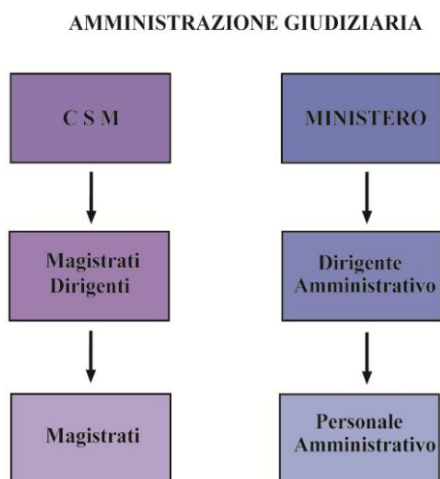 AMMINISTRAZIONE GIUDIZIARIA
C S M
MINISTERO
Magistrati
Dirigenti
Dirigente
Amministrativo
Magistrati
Personale
Amministrativo